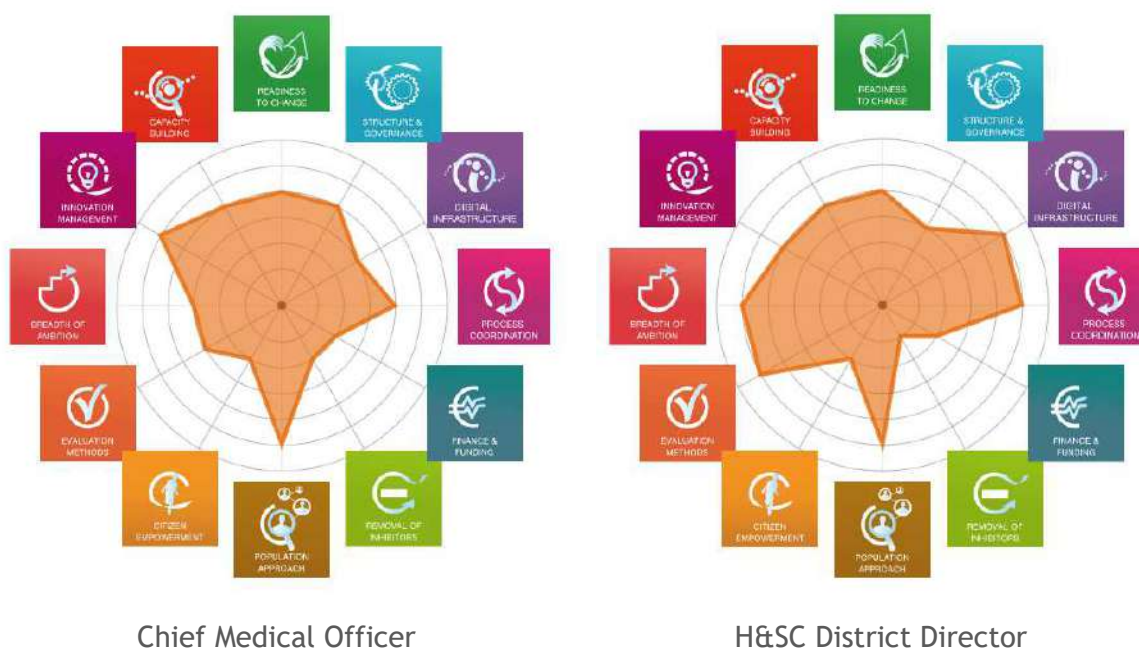 READINESS
TO CHANGE
STRUCTURE &
GOVERNANCE
DIGITAL
INFRASTRUCTURE
PROCESS
COORDINATION
FINANCE &
FUNDING
REMOVAL OF
INHIBITORS
POPULATION
APPROACH
CITIZEN
EMPOWERMENT
EVALUATION
METHODS
BREADTH OF
AMBITION
INNOVATION
MANAGEMENT
CAPACITY
BUILDING
Chief Medical Officer
READINESS
TO CHANGE
STRUCTURE &
GOVERNANCE
DIGITAL
INFRASTRUCTURE
PROCESS
COORDINATION
FINANCE &
FUNDING
REMOVAL OF
INHIBITORS
POPULATION
APPROACH
CITIZEN
EMPOWERMENT
EVALUATION
METHODS
BREADTH OF
AMBITION
INNOVATION
MANAGEMENT
CAPACITY
BUILDING
H&SC District Director